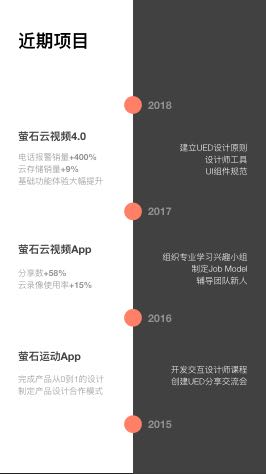 近期项目
2018
萤石云视频4.0
电话报警销量+400%
云存储销量+9%
基础功能体验大幅提升
建立UED设计原则
设计师工具
UI组件规范
2017
萤石云视频App
分享数+58%
云录像使用率+15%
组织专业学习兴趣小组
制定Job Model
辅导团队新人
2016
萤石运动App
完成产品从0到1的设计
制定产品设计合作模式
开发交互设计师课程
创建UED分享交流会
2015